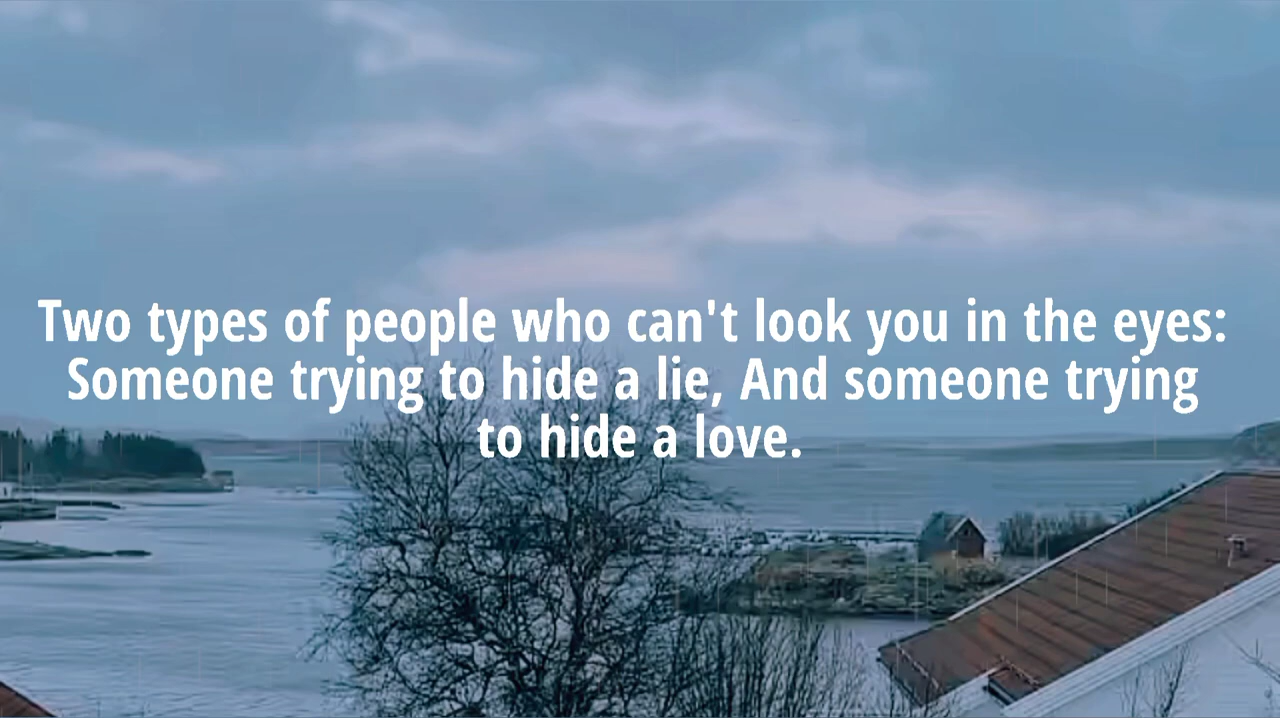 Two types of people who can't look you in the eyes:
Someone trying to hide a lie, And someone trying
to hide a love.